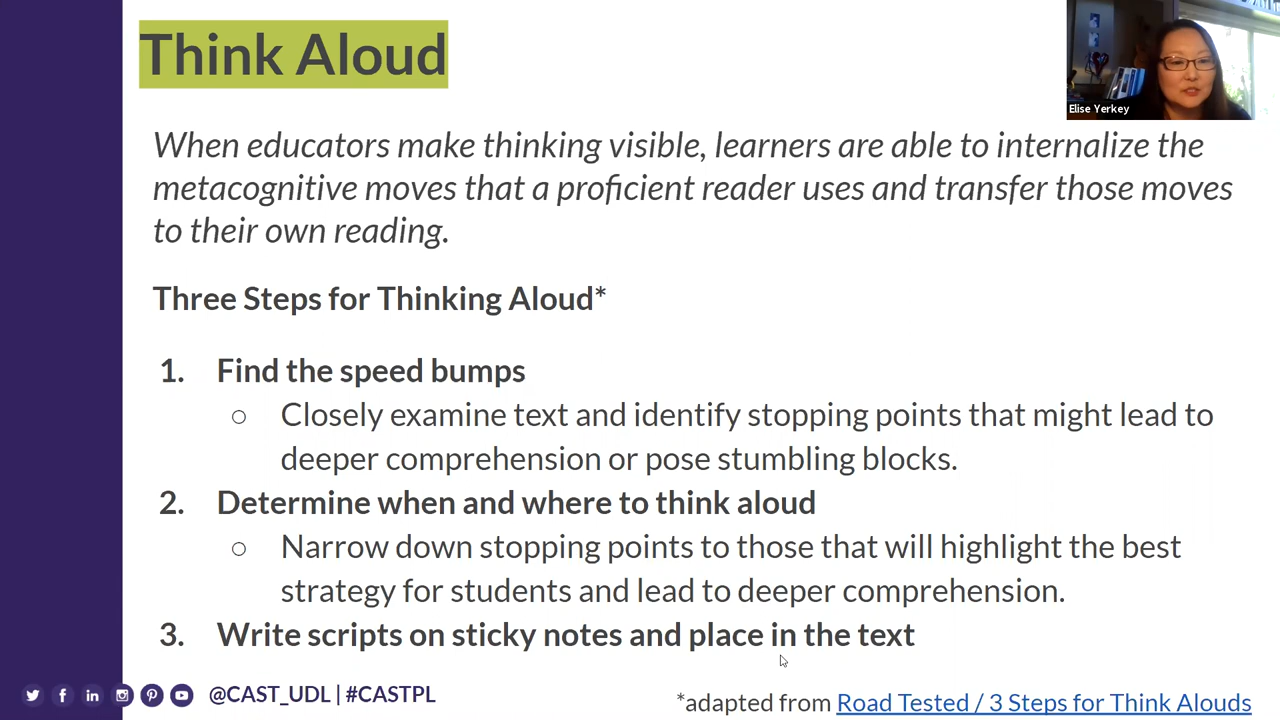 Think Aloud
Elise Yerkey
When educators make thinking visible, learners are able to internalize the
metacognitive moves that a proficient reader uses and transfer those moves
to their own reading.
Three Steps for Thinking Aloud*
1. Find the speed bumps
○ Closely examine text and identify stopping points that might lead to
deeper comprehension or pose stumbling blocks.
2. Determine when and where to think aloud
○ Narrow down stopping points to those that will highlight the best
strategy for students and lead to deeper comprehension.
3. Write scripts on sticky notes and place in the text
@CAST_UDL | #CASTPL
*adapted from Road Tested / 3 Steps for Think Alouds